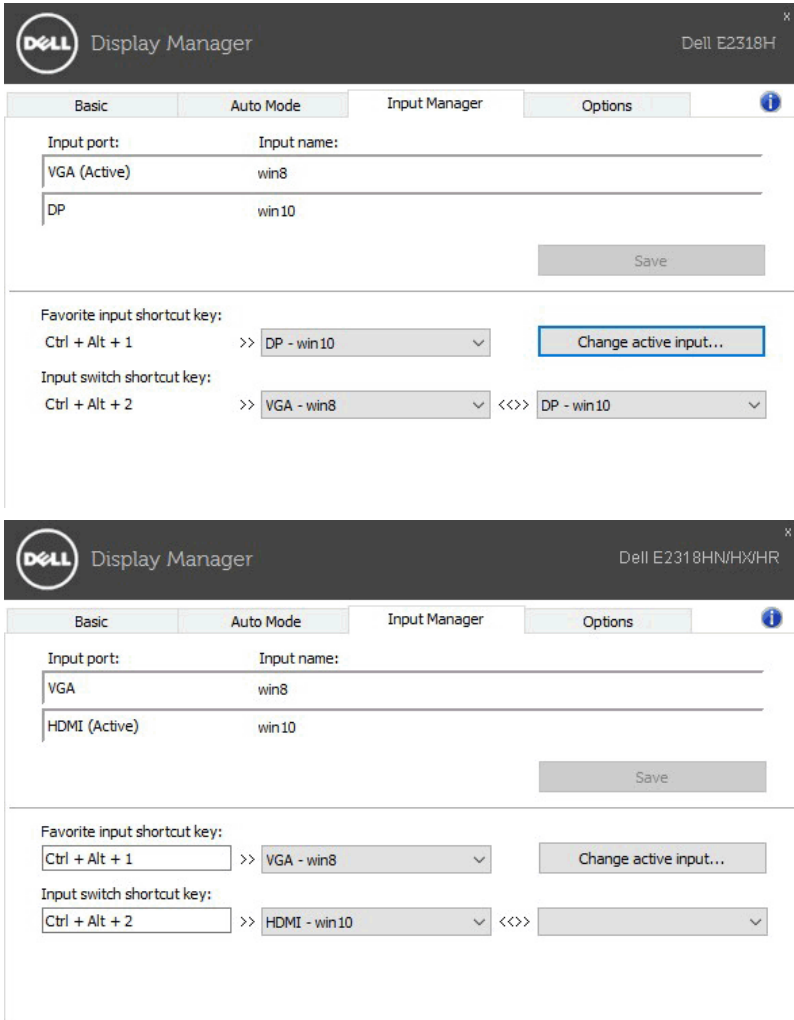 x
DELL Display Manager Dell E2318H
Basic Auto Mode Input Manager Options i
Input port: Input name:
VGA (Active) win8
DP win10
Save
Favorite input shortcut key:
Ctrl + Alt + 1 >> DP - win10 Change active input...
Input switch shortcut key:
Ctrl + Alt + 2 >> VGA - win8 <<>> DP - win10
x
DELL Display Manager Dell E2318HN/HX/HR
Basic Auto Mode Input Manager Options i
Input port: Input name:
VGA win8
HDMI (Active) win10
Save
Favorite input shortcut key:
Ctrl + Alt + 1 >> VGA - win8 Change active input...
Input switch shortcut key:
Ctrl + Alt + 2 >> HDMI - win10 <<>>